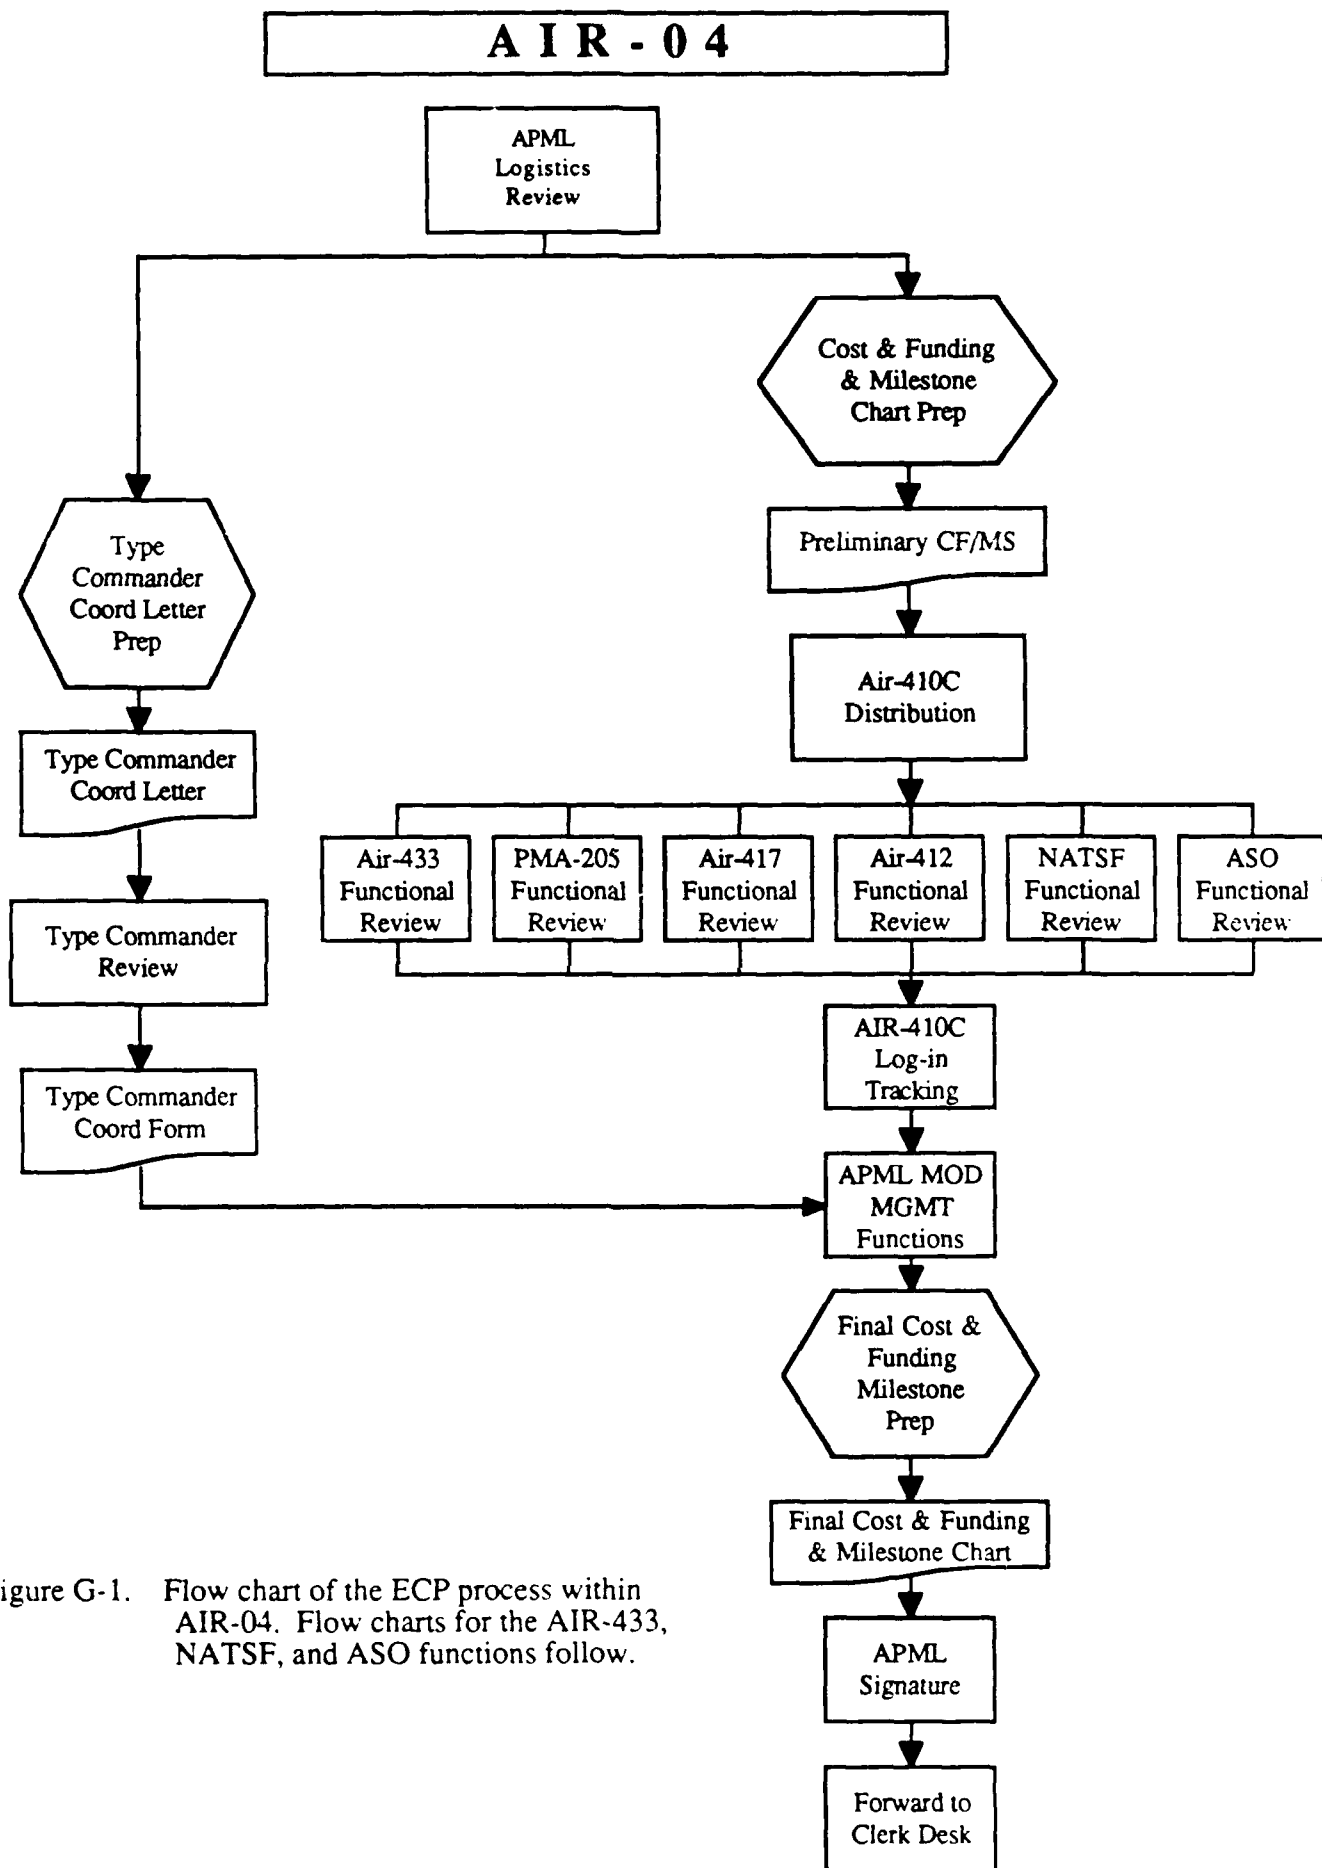 AIR-04
APML
Logistics
Review
Cost & Funding
& Milestone
Chart Prep
Type
Commander
Coord Letter
Prep
Preliminary CF/MS
Air-410C
Distribution
Type Commander
Coord Letter
Air-433
Functional
Review
PMA-205
Functional
Review
Air-417
Functional
Review
Air-412
Functional
Review
NATSF
Functional
Review
ASO
Functional
Review
Type Commander
Review
AIR-410C
Log-in
Tracking
Type Commander
Coord Form
APML MOD
MGMT
Functions
Final Cost &
Funding
Milestone
Prep
Final Cost & Funding
& Milestone Chart
igure G-1. Flow chart of the ECP process within
AIR-04. Flow charts for the AIR-433,
NATSF, and ASO functions follow.
APML
Signature
Forward to
Clerk Desk